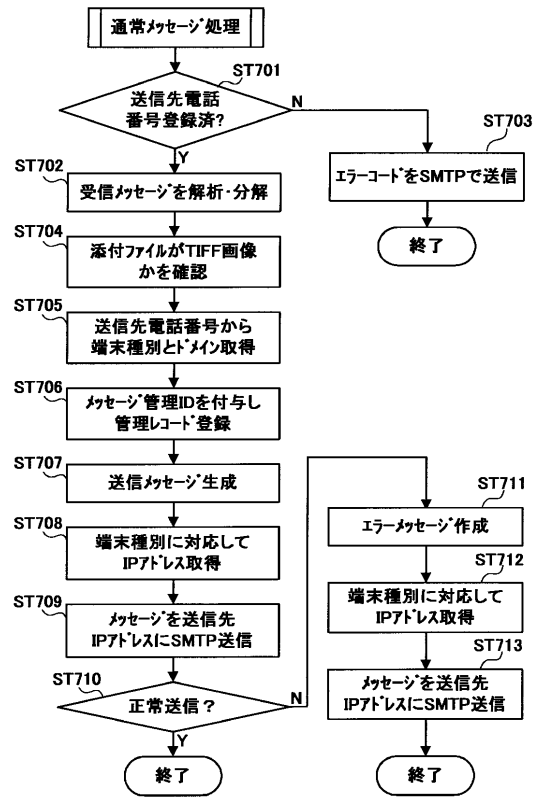 通常メッセージ処理
ST701
送信先電話
番号登録済?
N
Y
ST703
エラーコードをSMTPで送信
終了
ST702
受信メッセージを解析・分解
ST704
添付ファイルがTIFF画像
かを確認
ST705
送信先電話番号から
端末種別とドメイン取得
ST706
メッセージ管理IDを付与し
管理レコード登録
ST707
送信メッセージ生成
ST708
端末種別に対応して
IPアドレス取得
ST709
メッセージを送信先
IPアドレスにSMTP送信
ST710
正常送信?
N
Y
終了
ST711
エラーメッセージ作成
ST712
端末種別に対応して
IPアドレス取得
ST713
メッセージを送信先
IPアドレスにSMTP送信
終了